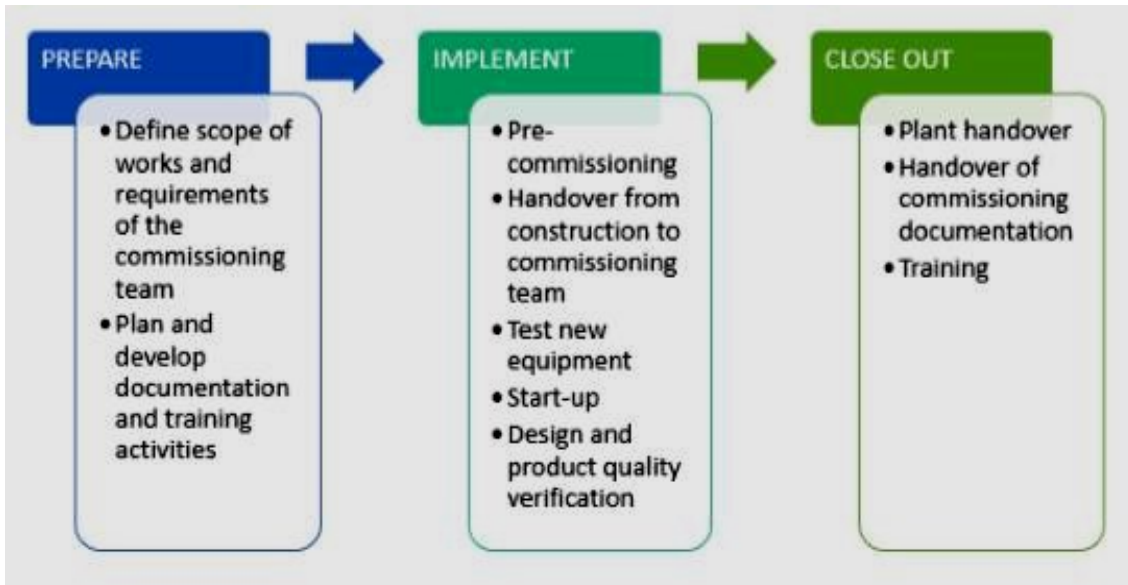 PREPARE
• Define scope of
works and
requirements
of the
commissioning
team
• Plan and
develop
documentation
and training
activities
IMPLEMENT
• Pre-
commissioning
• Handover from
construction to
commissioning
team
• Test new
equipment
• Start-up
• Design and
product quality
verification
CLOSE OUT
• Plant handover
• Handover of
commissioning
documentation
• Training